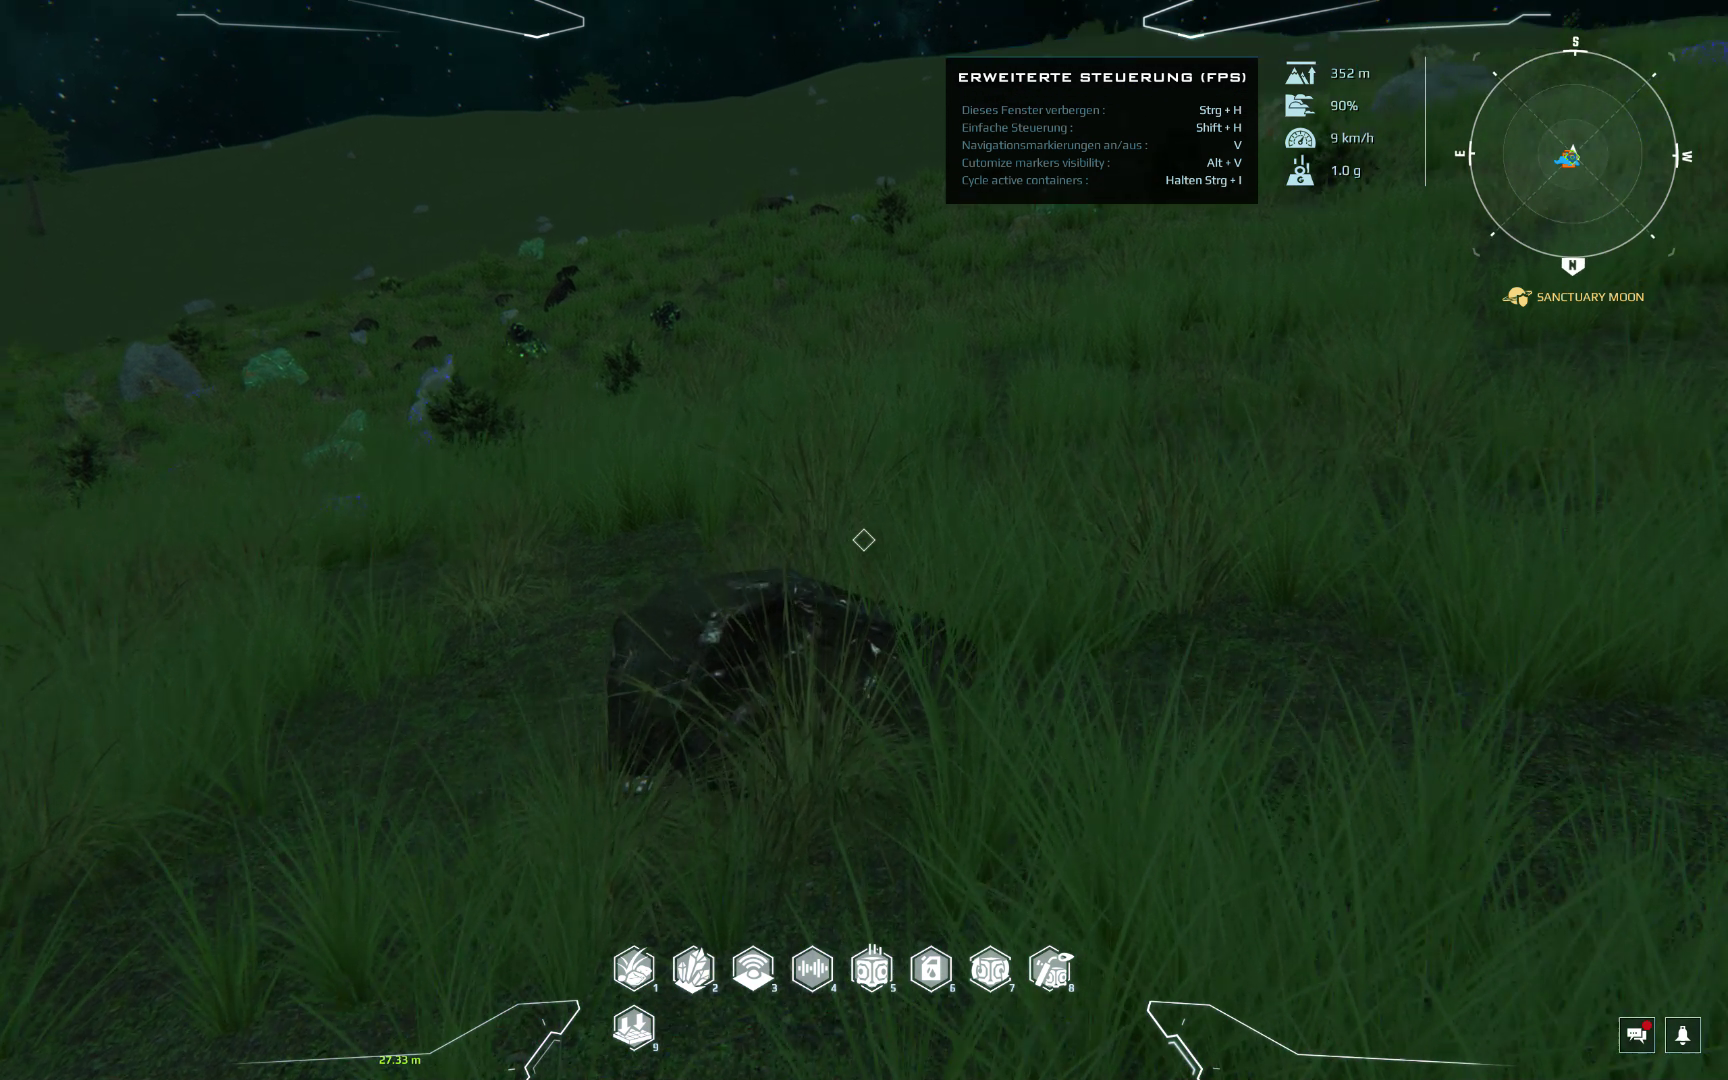 ERWEITERTE STEUERUNG (FPS)
Dieses Fenster verbergen : Strg + H
Einfache Steuerung : Shift + H
Navigationsmarkierungen an/aus : V
Cutomize markers visibility : Alt + V
Cycle active containers : Halten Strg + I
352 m
90%
9 km/h
G 1.0 g
S
E
W
N
SANCTUARY MOON
1 2 3 4 5 6 7 8
9
27.33 m